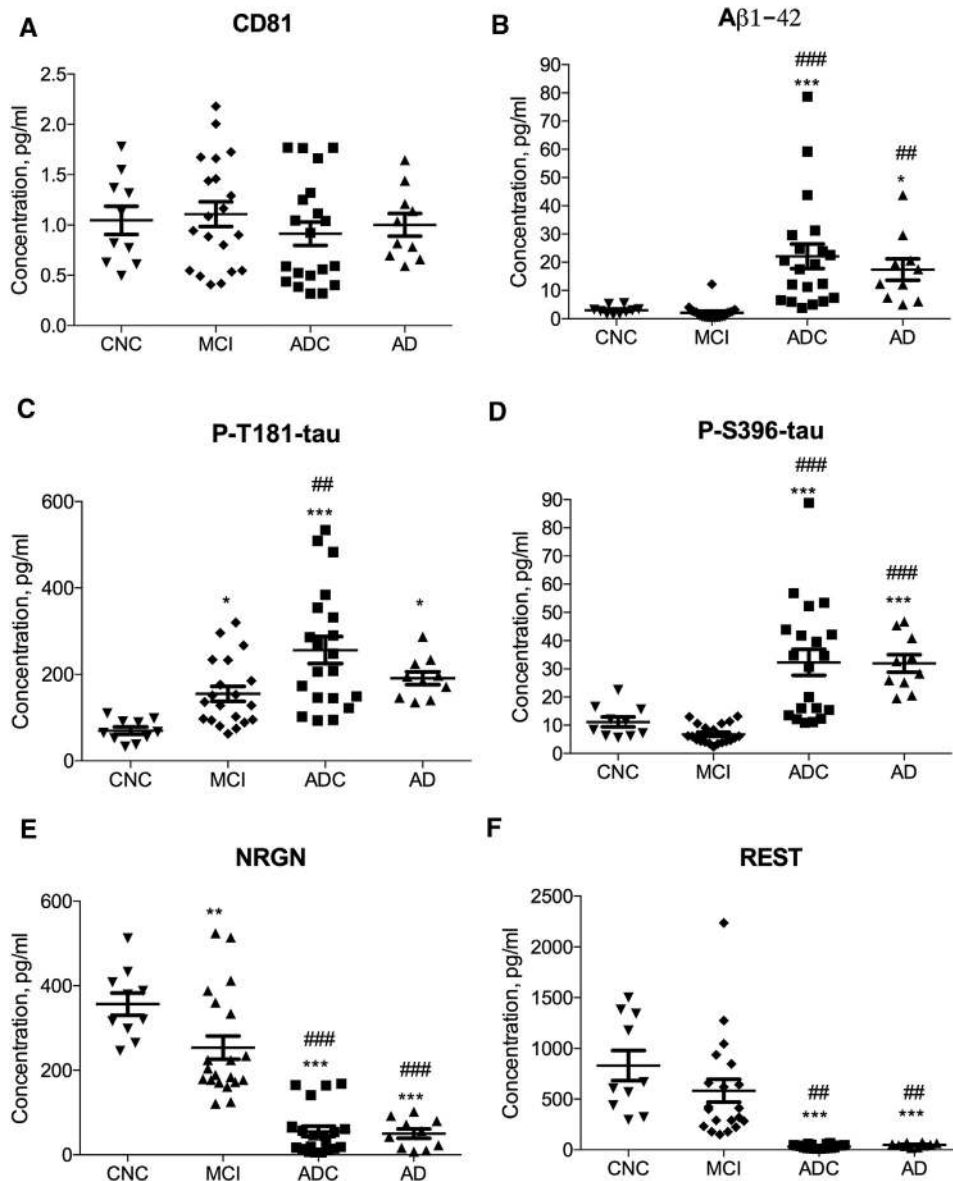 A
CD81
Concentration, pg/ml
2.5
2.0
1.5
1.0
0.5
0.0
CNC MCI ADC AD
B
Aβ1−42
Concentration, pg/ml
90
80
70
60
50
40
30
20
10
0
###
***
##
*
CNC MCI ADC AD
C
P-T181-tau
Concentration, pg/ml
600
400
200
0
*
##
***
*
CNC MCI ADC AD
D
P-S396-tau
Concentration, pg/ml
90
80
70
60
50
40
30
20
10
0
###
***
###
***
CNC MCI ADC AD
E
NRGN
Concentration, pg/ml
600
400
200
0
**
###
***
###
***
CNC MCI ADC AD
F
REST
Concentration, pg/ml
2500
2000
1500
1000
500
0
##
***
##
***
CNC MCI ADC AD